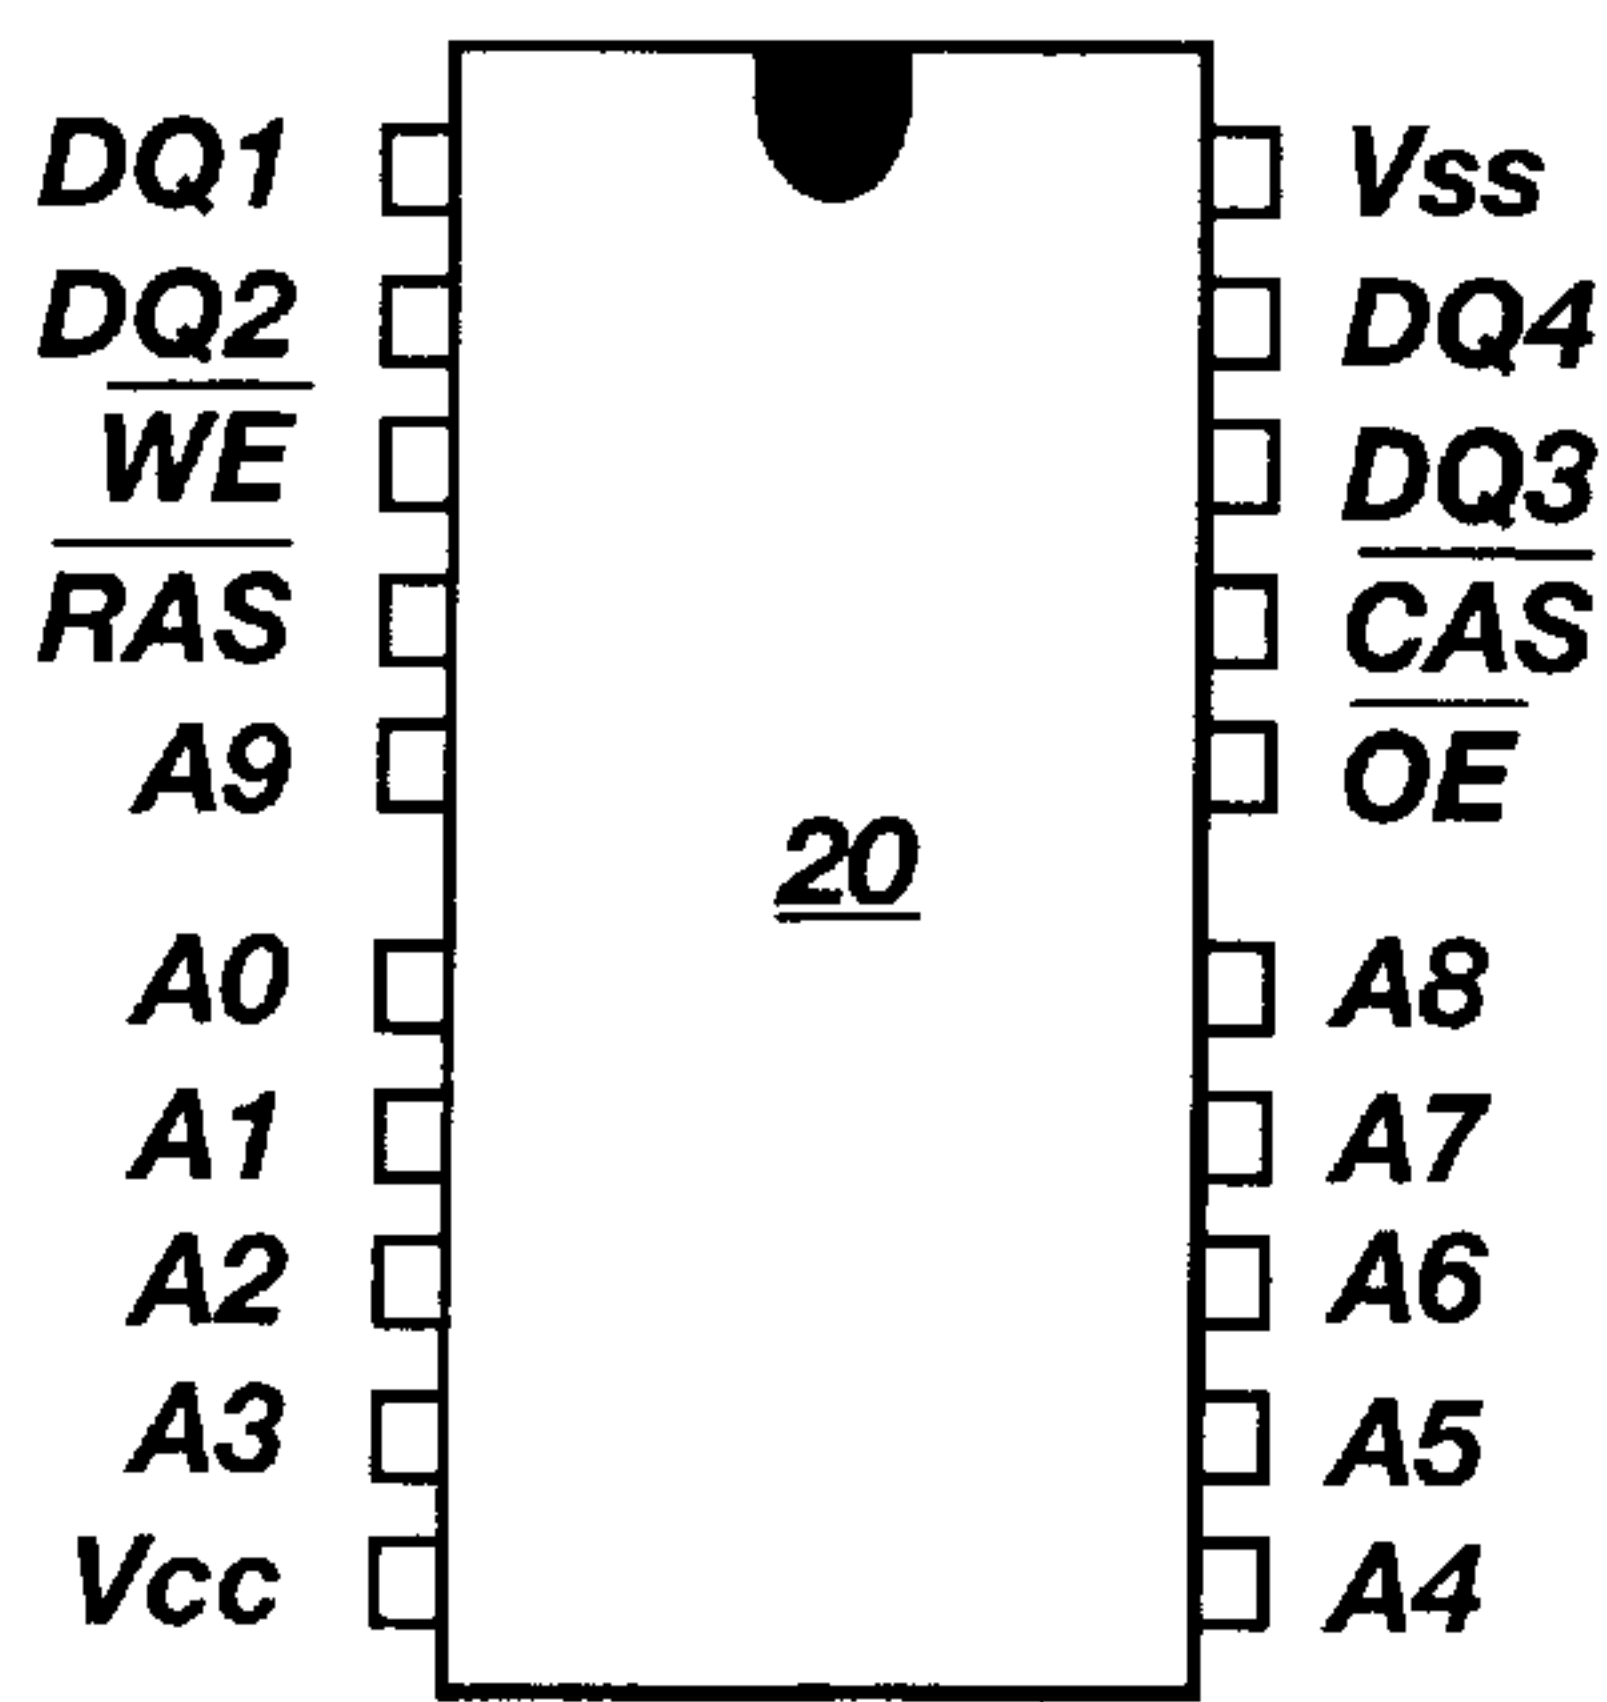 DQ1 Vss
DQ2 DQ4
WE DQ3
RAS CAS
A9 OE
20
A0 A8
A1 A7
A2 A6
A3 A5
Vcc A4